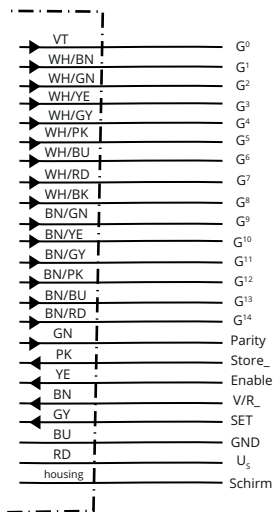 VT G⁰
WH/BN G¹
WH/GN G²
WH/YE G³
WH/GY G⁴
WH/PK G⁵
WH/BU G⁶
WH/RD G⁷
WH/BK G⁸
BN/GN G⁹
BN/YE G¹⁰
BN/GY G¹¹
BN/PK G¹²
BN/BU G¹³
BN/RD G¹⁴
GN Parity
PK Store_
YE Enable
BN V/R_
GY SET
BU GND
RD Uₛ
housing Schirm